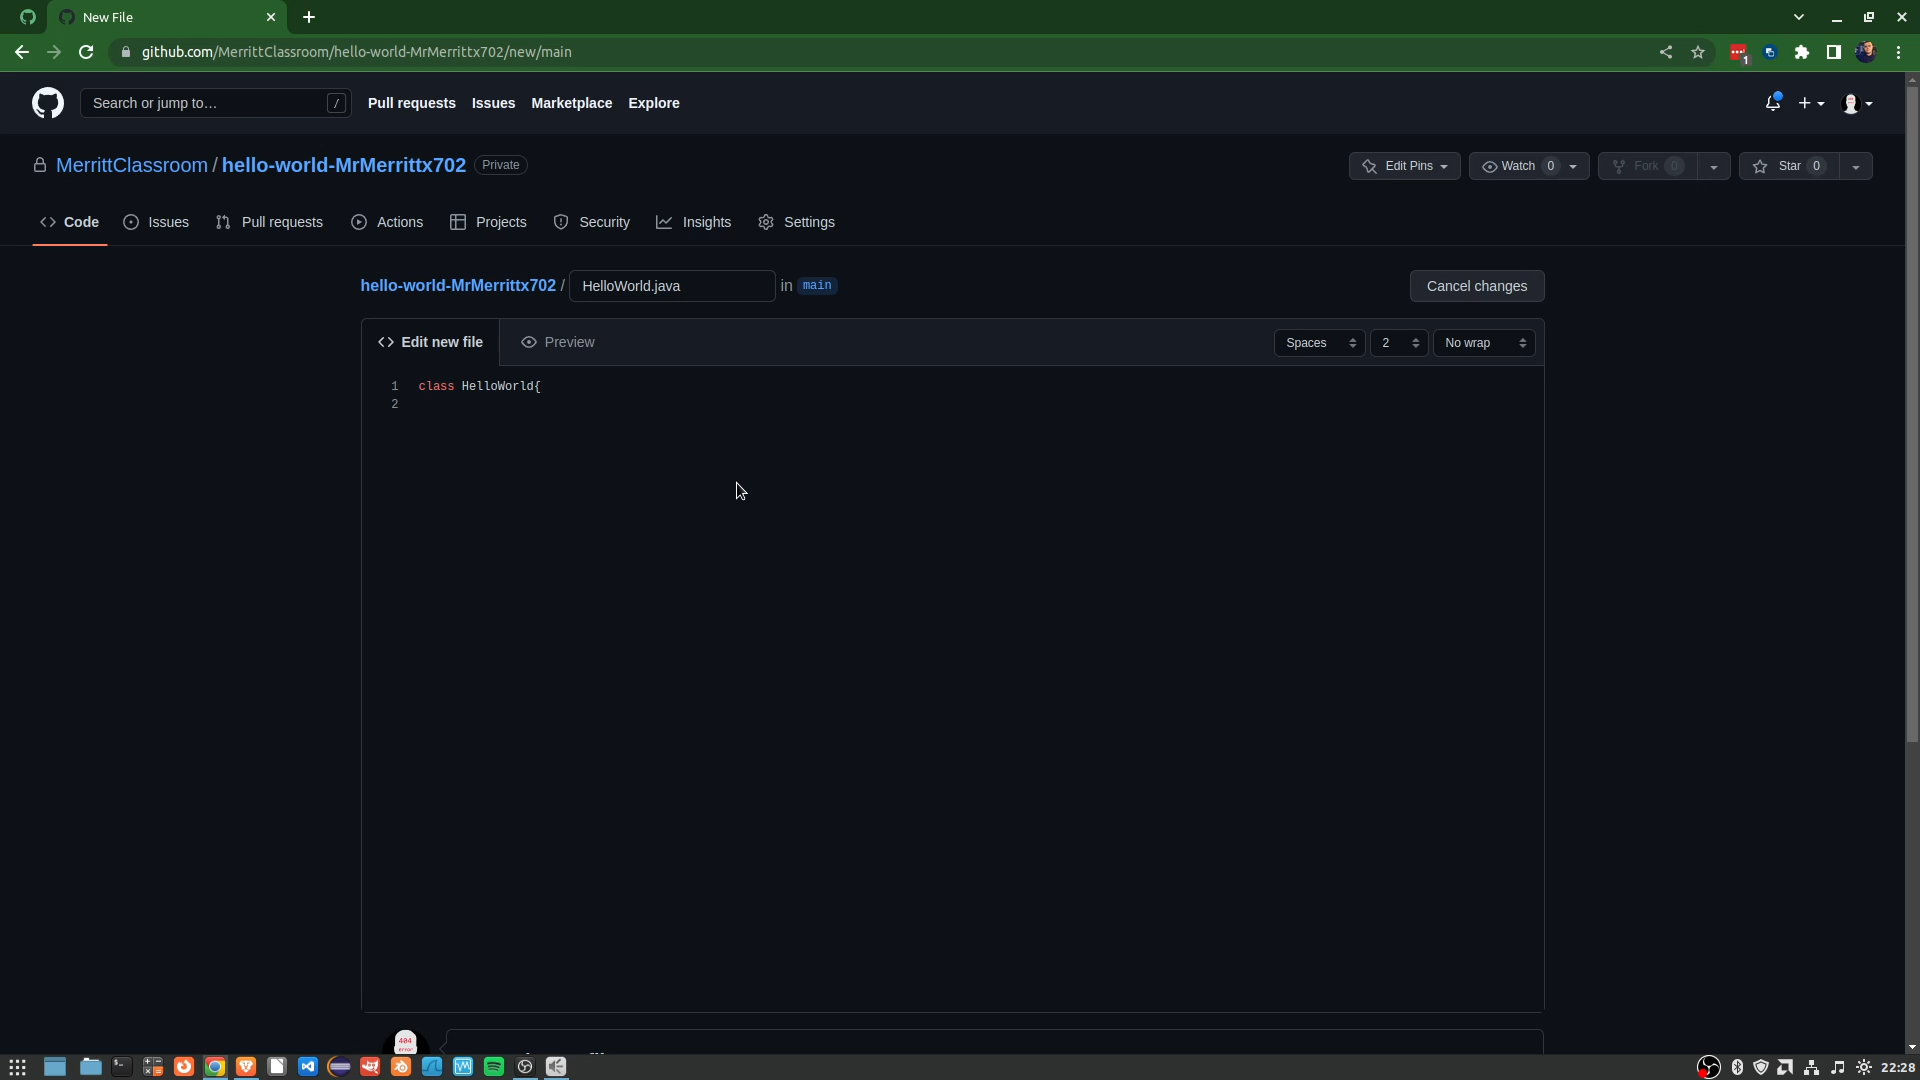 New File
github.com/MerrittClassroom/hello-world-MrMerrittx702/new/main
1
Search or jump to…
/
Pull requests
Issues
Marketplace
Explore
MerrittClassroom / hello-world-MrMerrittx702
Private
Edit Pins
Watch 0
Fork 0
Star 0
Code
Issues
Pull requests
Actions
Projects
Security
Insights
Settings
hello-world-MrMerrittx702 / HelloWorld.java in main
Cancel changes
Edit new file
Preview
Spaces
2
No wrap
1 class HelloWorld{
2
404
error
22:28